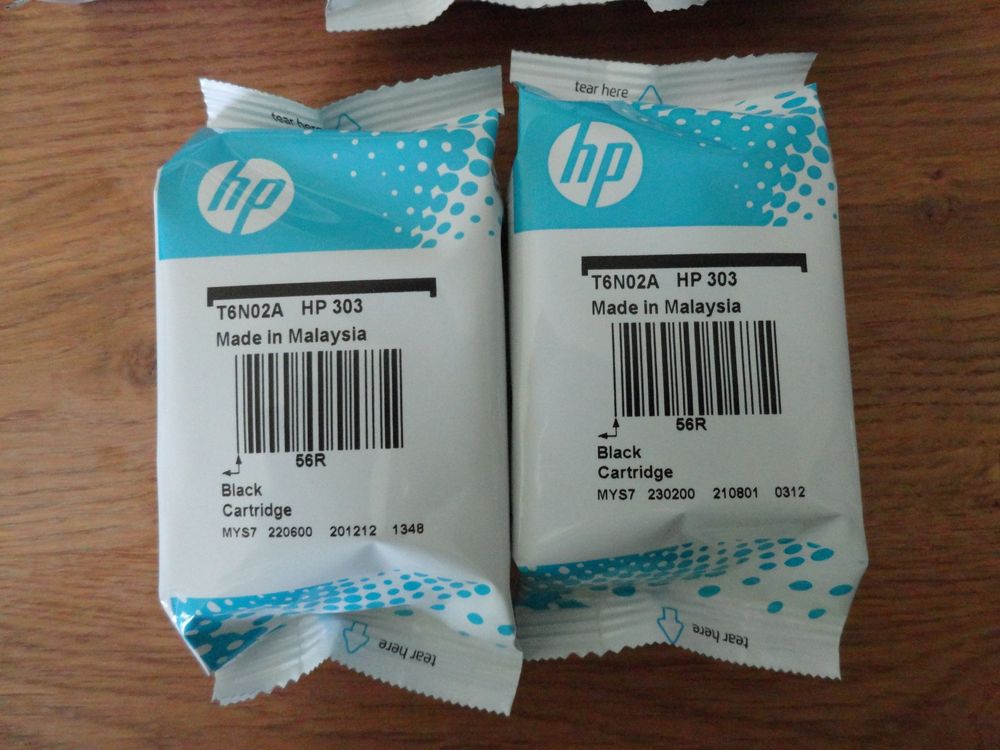 tear here
hp
T6N02A HP 303
Made in Malaysia
56R
Black
Cartridge
MYS7 220600 201212 1348
tear here
tear here
hp
T6N02A HP 303
Made in Malaysia
56R
Black
Cartridge
MYS7 230200 210801 0312
tear here